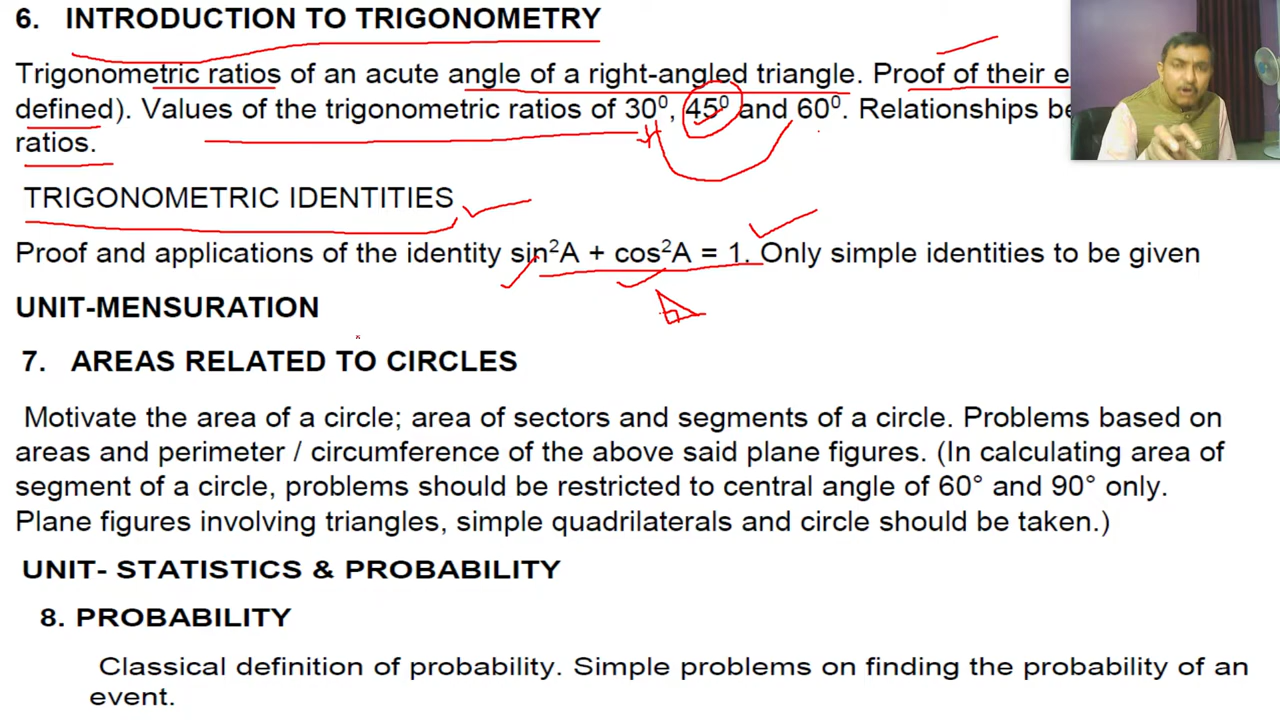 6. INTRODUCTION TO TRIGONOMETRY
Trigonometric ratios of an acute angle of a right-angled triangle. Proof of their
defined). Values of the trigonometric ratios of 30⁰, 45⁰ and 60⁰. Relationships
ratios.
TRIGONOMETRIC IDENTITIES
Proof and applications of the identity sin²A + cos²A = 1. Only simple identities to be given
UNIT-MENSURATION
7. AREAS RELATED TO CIRCLES
Motivate the area of a circle; area of sectors and segments of a circle. Problems based on
areas and perimeter / circumference of the above said plane figures. (In calculating area of
segment of a circle, problems should be restricted to central angle of 60° and 90° only.
Plane figures involving triangles, simple quadrilaterals and circle should be taken.)
UNIT- STATISTICS & PROBABILITY
8. PROBABILITY
Classical definition of probability. Simple problems on finding the probability of an
event.